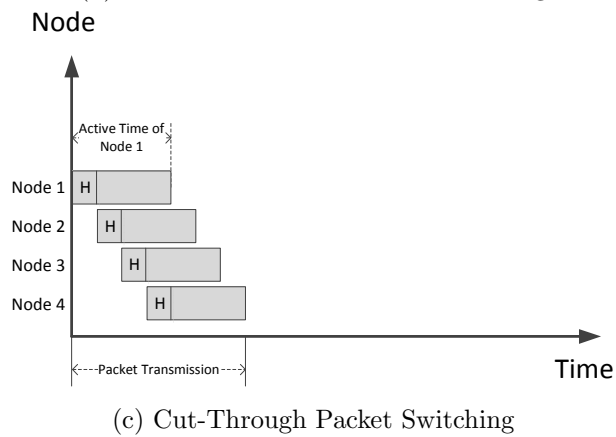 Node
Active Time of
Node 1
Node 1 H
Node 2 H
Node 3 H
Node 4 H
Packet Transmission
Time
(c) Cut-Through Packet Switching